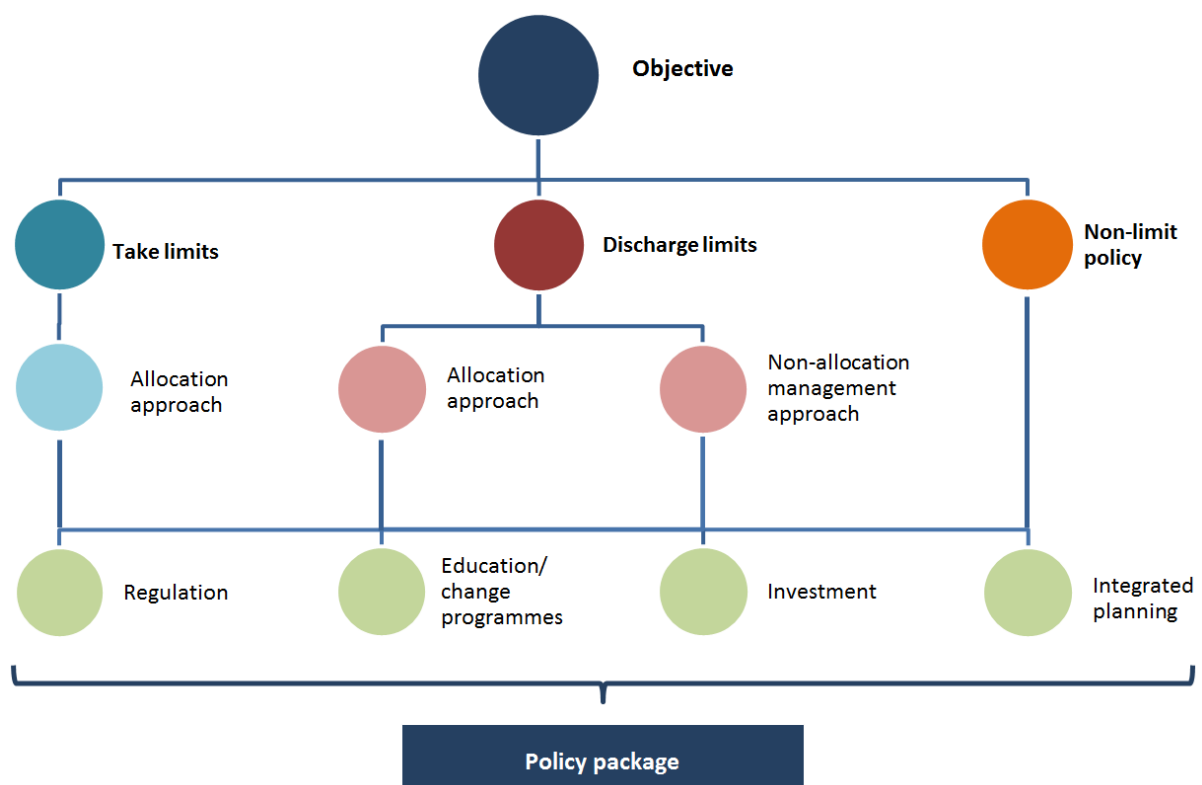 Objective
Take limits
Discharge limits
Non-limit
policy
Allocation
approach
Allocation
approach
Non-allocation
management
approach
Regulation
Education/
change
programmes
Investment
Integrated
planning
Policy package